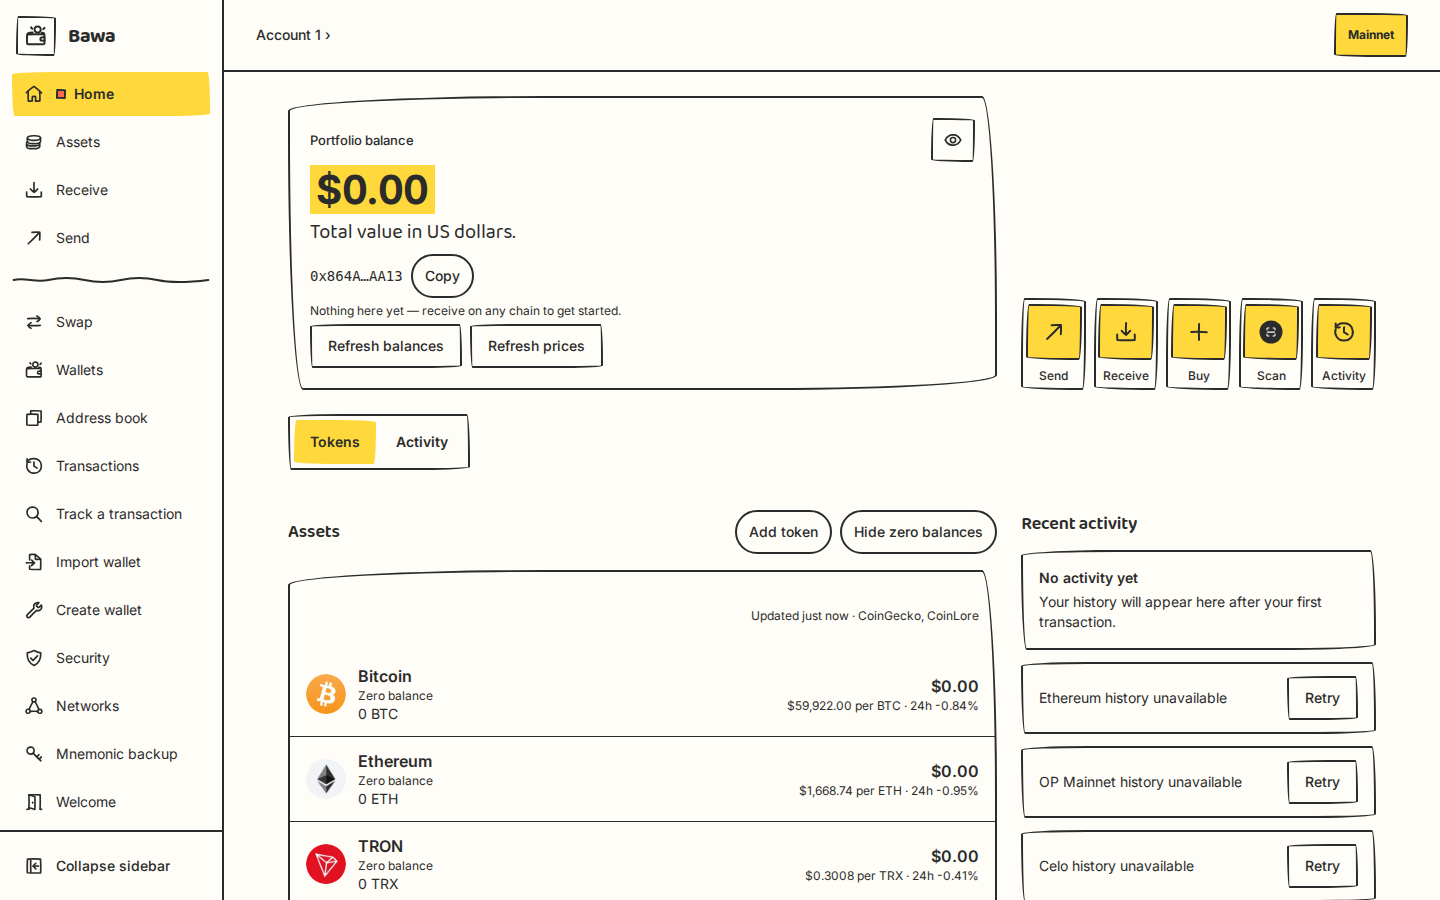 Bawa
Home
Assets
Receive
Send
Swap
Wallets
Address book
Transactions
Track a transaction
Import wallet
Create wallet
Security
Networks
Mnemonic backup
Welcome
Collapse sidebar
Account 1 ›
Mainnet
Portfolio balance
$0.00
Total value in US dollars.
0x864A…AA13
Copy
Nothing here yet — receive on any chain to get started.
Refresh balances
Refresh prices
Send
Receive
Buy
Scan
Activity
Tokens
Activity
Assets
Add token
Hide zero balances
Updated just now · CoinGecko, CoinLore
Bitcoin
Zero balance
0 BTC
$0.00
$59,922.00 per BTC · 24h -0.84%
Ethereum
Zero balance
0 ETH
$0.00
$1,668.74 per ETH · 24h -0.95%
TRON
Zero balance
0 TRX
$0.00
$0.3008 per TRX · 24h -0.41%
Recent activity
No activity yet
Your history will appear here after your first
transaction.
Ethereum history unavailable
Retry
OP Mainnet history unavailable
Retry
Celo history unavailable
Retry